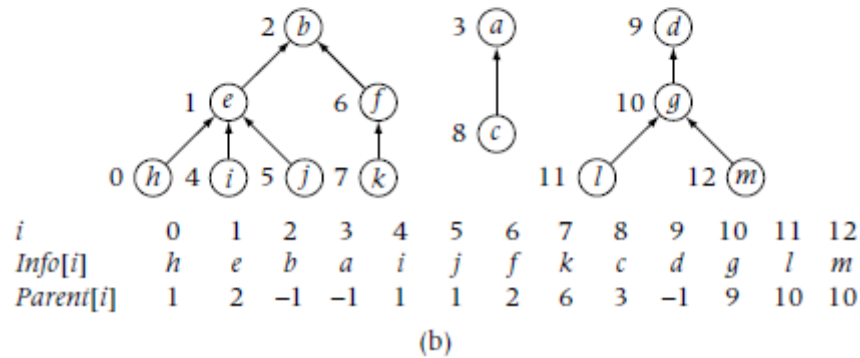 2 b 3 a 9 d
1 e 6 f 10 g
8 c
0 h 4 i 5 j 7 k 11 l 12 m
i 0 1 2 3 4 5 6 7 8 9 10 11 12
Info[i] h e b a i j f k c d g l m
Parent[i] 1 2 –1 –1 1 1 2 6 3 –1 9 10 10
(b)